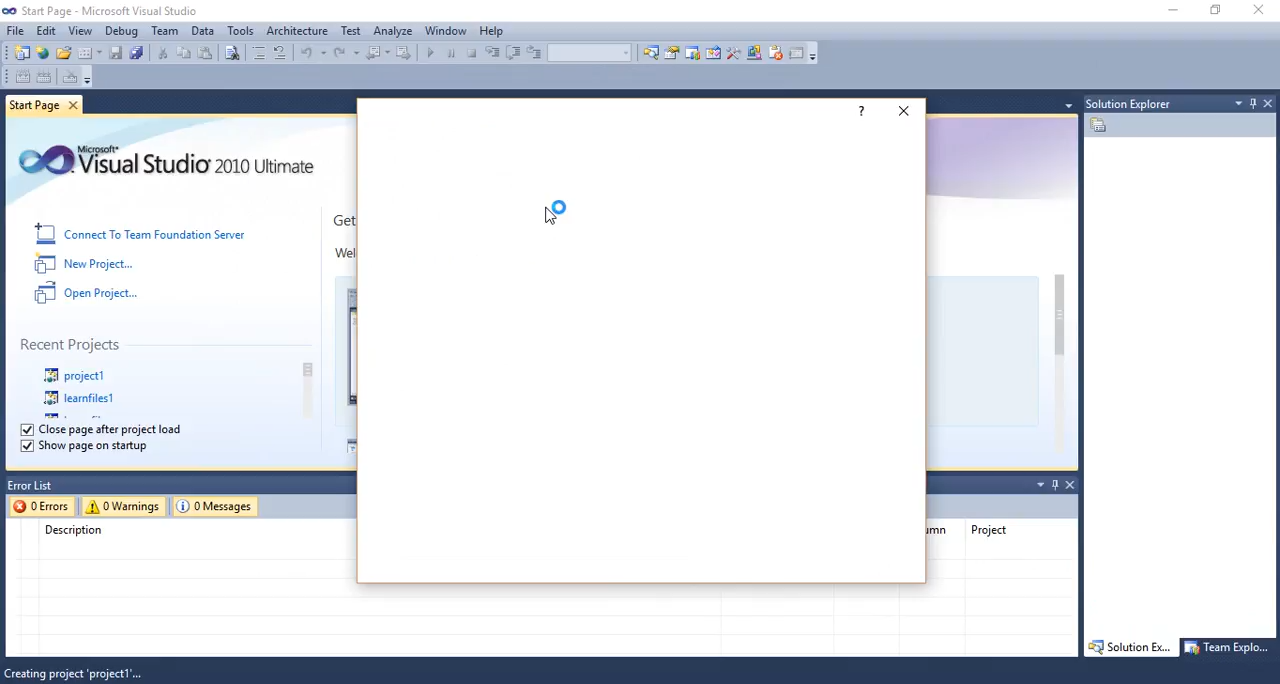 Start Page - Microsoft Visual Studio
File Edit View Debug Team Data Tools Architecture Test Analyze Window Help
Start Page
Solution Explorer
?
Microsoft
Visual Studio 2010 Ultimate
Get
Connect To Team Foundation Server
Wel
New Project...
Open Project...
Recent Projects
project1
learnfiles1
Close page after project load
Show page on startup
Error List
0 Errors 0 Warnings 0 Messages
Description umn Project
Solution Ex... Team Explo...
Creating project 'project1'...